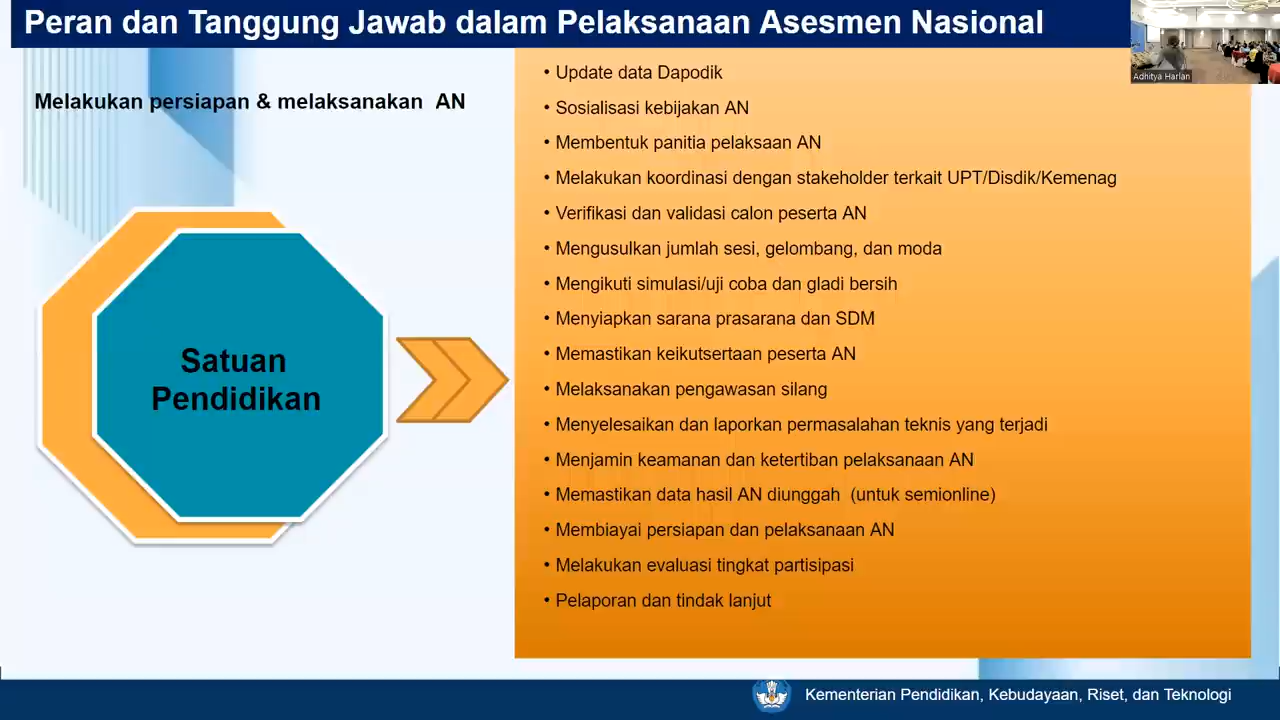 Peran dan Tanggung Jawab dalam Pelaksanaan Asesmen Nasional
Adhitya Harlan
Melakukan persiapan & melaksanakan AN
Satuan
Pendidikan
• Update data Dapodik
• Sosialisasi kebijakan AN
• Membentuk panitia pelaksaan AN
• Melakukan koordinasi dengan stakeholder terkait UPT/Disdik/Kemenag
• Verifikasi dan validasi calon peserta AN
• Mengusulkan jumlah sesi, gelombang, dan moda
• Mengikuti simulasi/uji coba dan gladi bersih
• Menyiapkan sarana prasarana dan SDM
• Memastikan keikutsertaan peserta AN
• Melaksanakan pengawasan silang
• Menyelesaikan dan laporkan permasalahan teknis yang terjadi
• Menjamin keamanan dan ketertiban pelaksanaan AN
• Memastikan data hasil AN diunggah (untuk semionline)
• Membiayai persiapan dan pelaksanaan AN
• Melakukan evaluasi tingkat partisipasi
• Pelaporan dan tindak lanjut
Kementerian Pendidikan, Kebudayaan, Riset, dan Teknologi